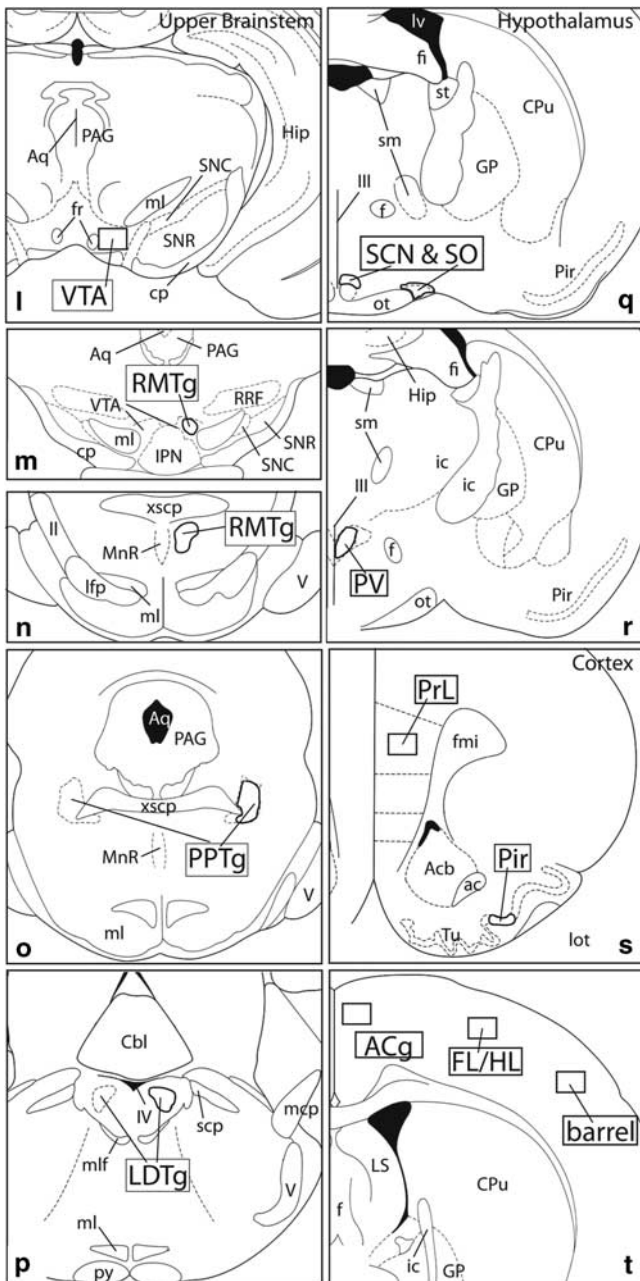 Upper Brainstem
Aq
PAG
Hip
SNC
ml
fr
SNR
cp
VTA
l
Aq
PAG
RMTg
VTA
RRF
ml
SNR
cp
IPN
SNC
m
xscp
II
RMTg
MnR
lfp
V
ml
n
Aq
PAG
xscp
MnR
PPTg
V
ml
o
Cbl
IV
mcp
scp
mlf
LDTg
V
ml
py
p
Hypothalamus
lv
fi
st
CPu
sm
GP
III
f
SCN & SO
Pir
ot
q
fi
Hip
sm
CPu
ic
ic
GP
III
f
PV
Pir
ot
r
Cortex
PrL
fmi
Acb
Pir
ac
Tu
lot
s
ACg
FL/HL
barrel
LS
CPu
f
ic
GP
t